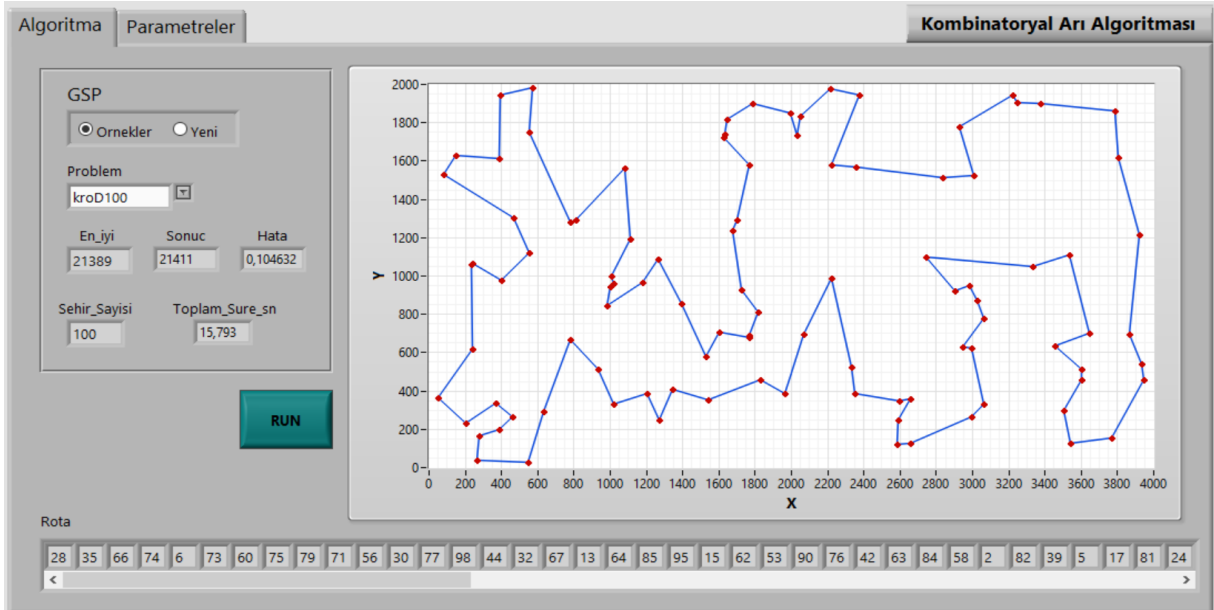 Algoritma Parametreler Kombinatoryal Arı Algoritması
GSP
Ornekler Yeni
Problem
kroD100
En_iyi Sonuc Hata
21389 21411 0,104632
Sehir_Sayisi Toplam_Sure_sn
100 15,793
RUN
2000
1800
1600
1400
1200
1000
800
600
400
200
0
Y
0 200 400 600 800 1000 1200 1400 1600 1800 2000 2200 2400 2600 2800 3000 3200 3400 3600 3800 4000
X
Rota
28 35 66 74 6 73 60 75 79 71 56 30 77 98 44 32 67 13 64 85 95 15 62 53 90 76 42 63 84 58 2 82 39 5 17 81 24